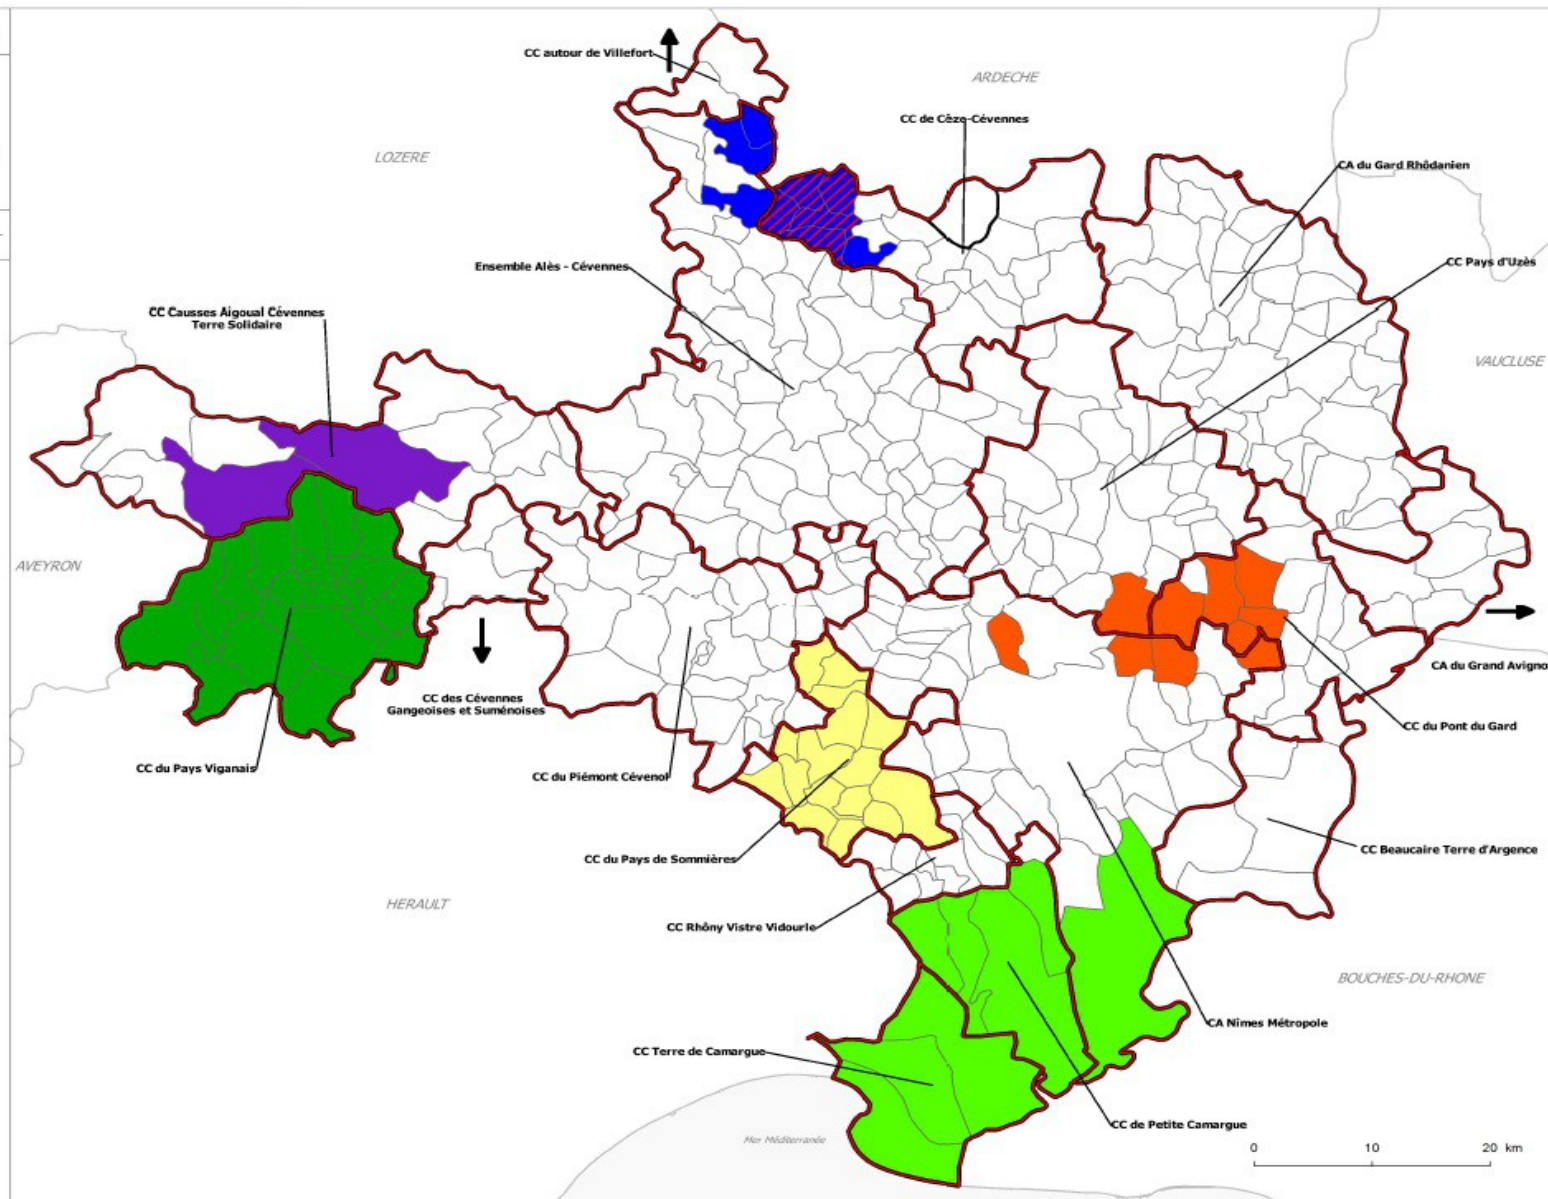 CC autour de Villefort
ARDECHE
CC de Cèze-Cévennes
LOZERE
CA du Gard Rhôdanien
Ensemble Alès - Cévennes
CC Pays d'Uzès
CC Causses Aigoual Cévennes
Terre Solidaire
VAUCLUSE
AVEYRON
CA du Grand Avigno
CC des Cévennes
Gangeoises et Suménoises
CC du Pont du Gard
CC du Pays Viganais
CC du Piémont Cévenol
CC du Pays de Sommières
CC Beaucaire Terre d'Argence
HERAULT
CC Rhôny Vistre Vidourle
BOUCHES-DU-RHONE
CA Nîmes Métropole
CC Terre de Camargue
CC de Petite Camargue
Mer Méditerranée
0 10 20 km